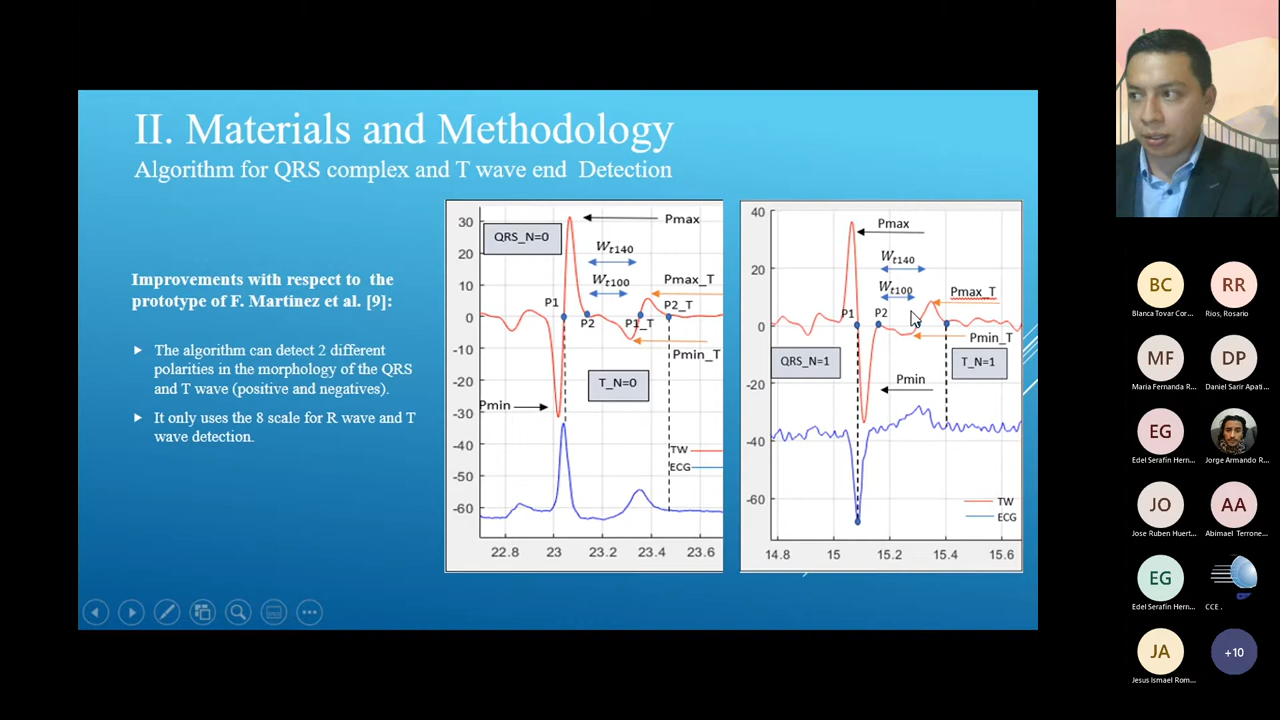 II. Materials and Methodology
Algorithm for QRS complex and T wave end Detection
Improvements with respect to the
prototype of F. Martinez et al. [9]:
The algorithm can detect 2 different
polarities in the morphology of the QRS
and T wave (positive and negatives).
It only uses the 8 scale for R wave and T
wave detection.
30
20
10
0
-10
-20
-30
-40
-50
-60
22.8 23 23.2 23.4 23.6
QRS_N=0
Pmax
Wt140
Wt100
Pmax_T
P1
P2_T
P2
P1_T
Pmin_T
T_N=0
Pmin
TW
ECG
40
20
0
-20
-40
-60
14.8 15 15.2 15.4 15.6
Pmax
Wt140
Wt100
Pmax_T
P1
P2
Pmin_T
QRS_N=1
T_N=1
Pmin
TW
ECG
BC
RR
Blanca Tovar Cor...
Rios, Rosario
MF
DP
Maria Fernanda R...
Daniel Sarir Apati...
EG
Edel Serafín Hern...
Jorge Armando R...
JO
AA
Jose Ruben Huert...
Abimael Terrone...
EG
Edel Serafín Hern...
CCE .
JA
+10
Jesus Ismael Rom...